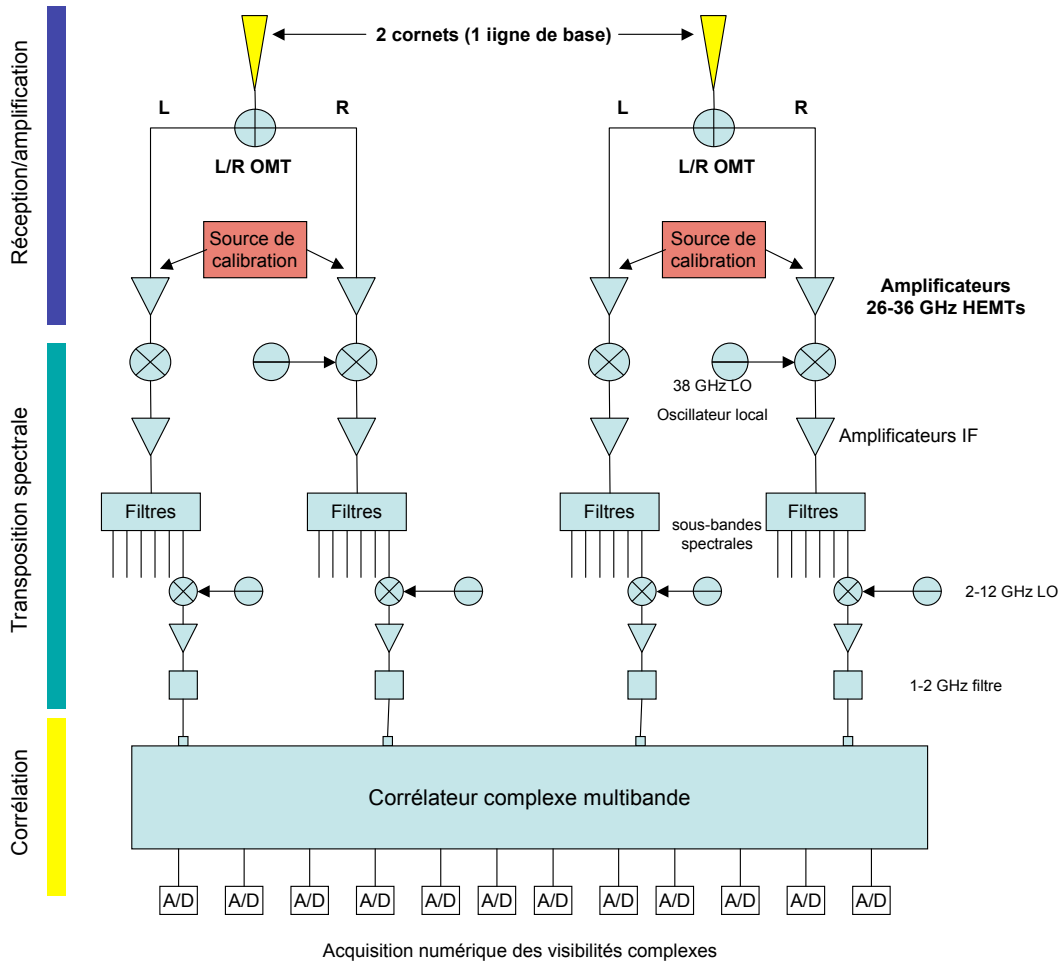 2 cornets (1 iigne de base)
L
R
L
R
L/R OMT
L/R OMT
Réception/amplification
Source de
calibration
Source de
calibration
Amplificateurs
26-36 GHz HEMTs
38 GHz LO
Oscillateur local
Amplificateurs IF
Transposition spectrale
Filtres
Filtres
Filtres
Filtres
sous-bandes
spectrales
2-12 GHz LO
1-2 GHz filtre
Corrélation
Corrélateur complexe multibande
A/D
A/D
A/D
A/D
A/D
A/D
A/D
A/D
A/D
A/D
A/D
A/D
Acquisition numérique des visibilités complexes